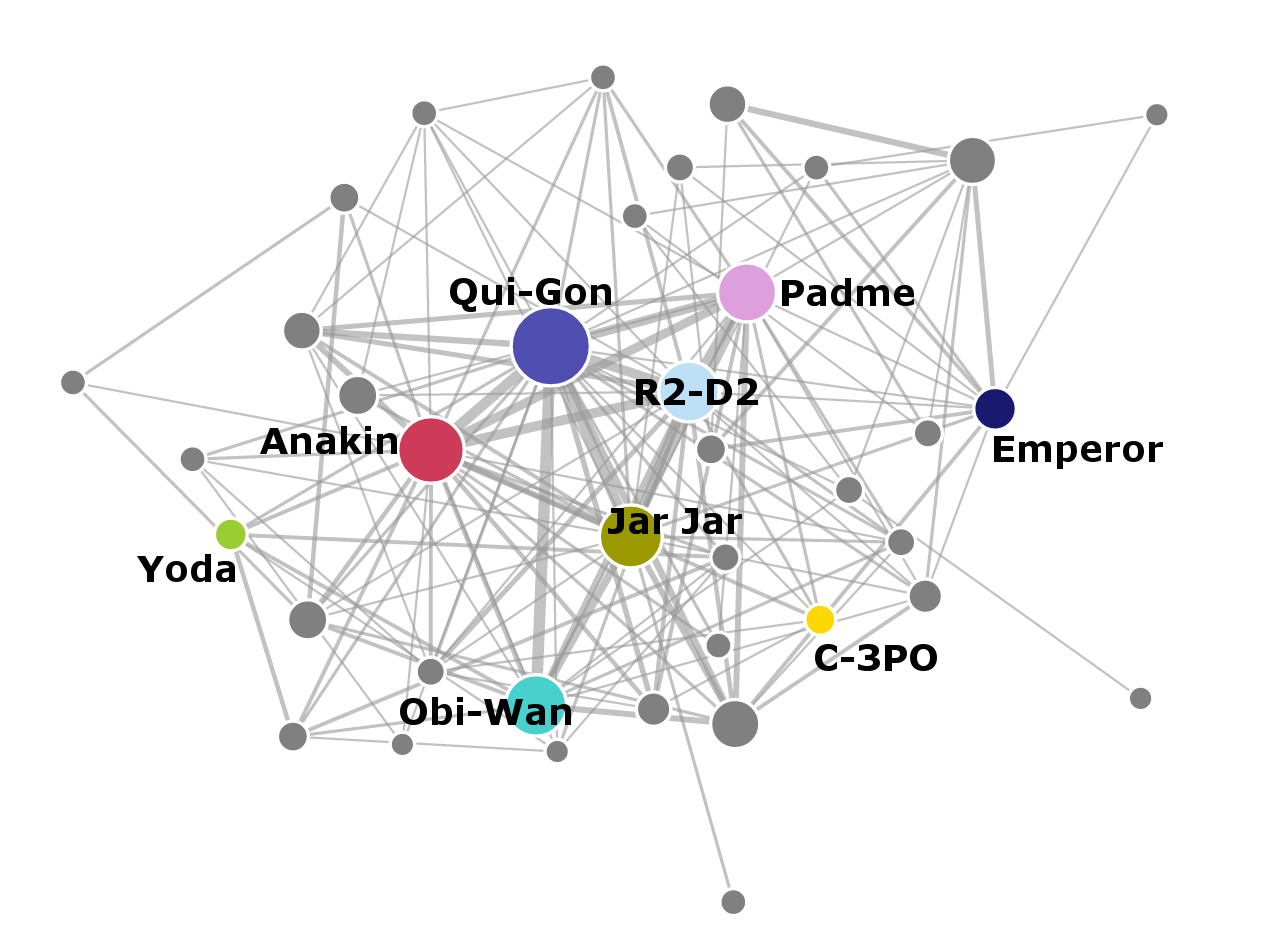 Qui-Gon
Padme
R2-D2
Anakin
Emperor
Jar Jar
Yoda
C-3PO
Obi-Wan